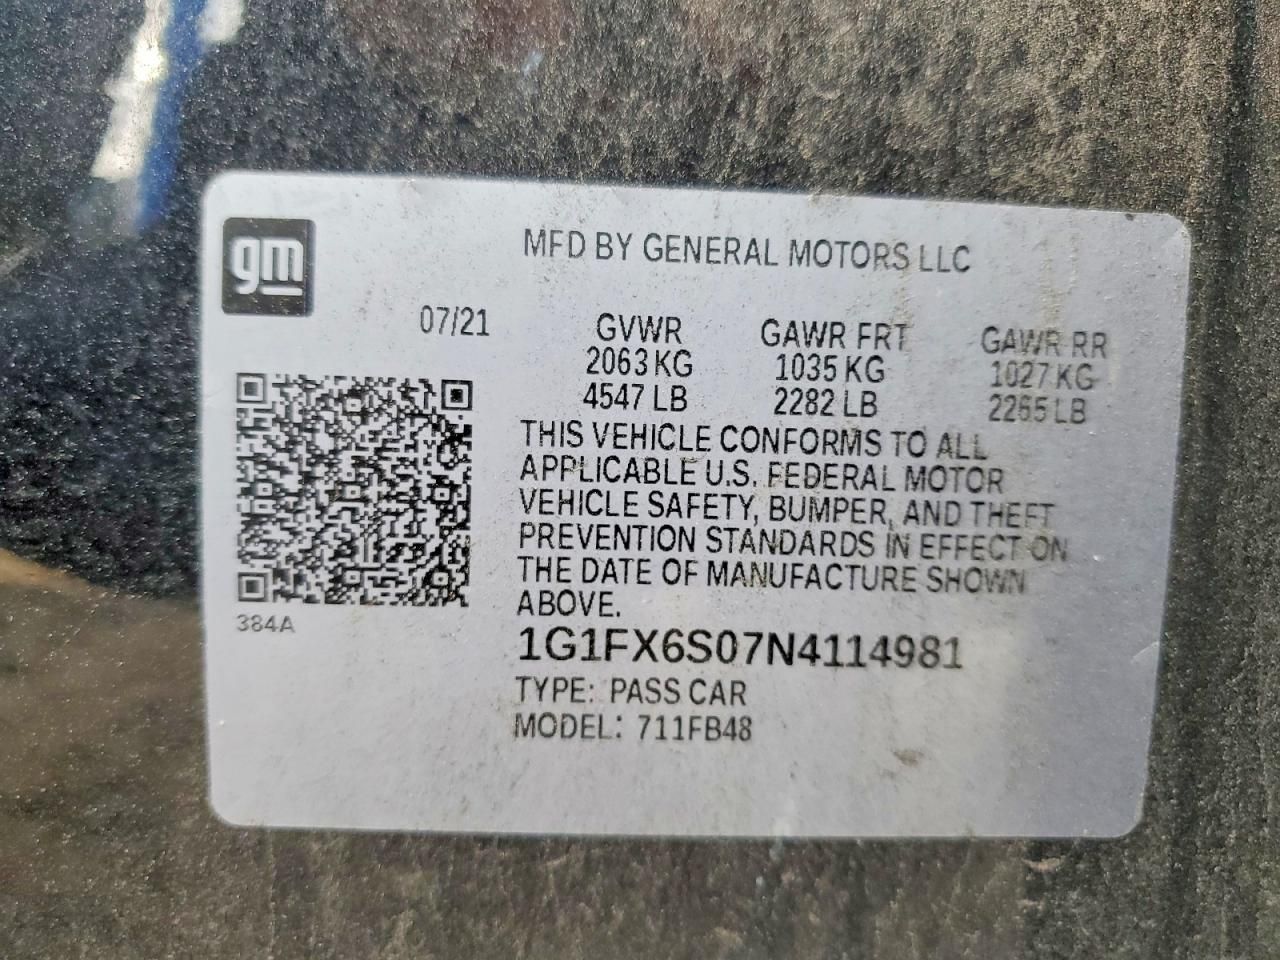 gm
MFD BY GENERAL MOTORS LLC
07/21
GVWR GAWR FRT GAWR RR
2063 KG 1035 KG 1027 KG
4547 LB 2282 LB 2265 LB
THIS VEHICLE CONFORMS TO ALL
APPLICABLE U.S. FEDERAL MOTOR
VEHICLE SAFETY, BUMPER, AND THEFT
PREVENTION STANDARDS IN EFFECT ON
THE DATE OF MANUFACTURE SHOWN
ABOVE.
384A
1G1FX6S07N4114981
TYPE: PASS CAR
MODEL: 711FB48